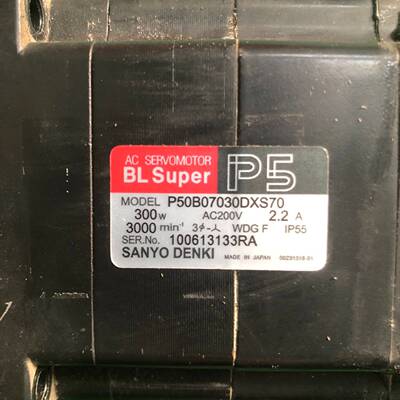 AC SERVOMOTOR
BL Super P5
MODEL P50B07030DXS70
300 W AC200V 2.2 A
3000 min⁻¹ 3ϕ-人 WDG F IP55
SER.No. 100613133RA
SANYO DENKI MADE IN JAPAN